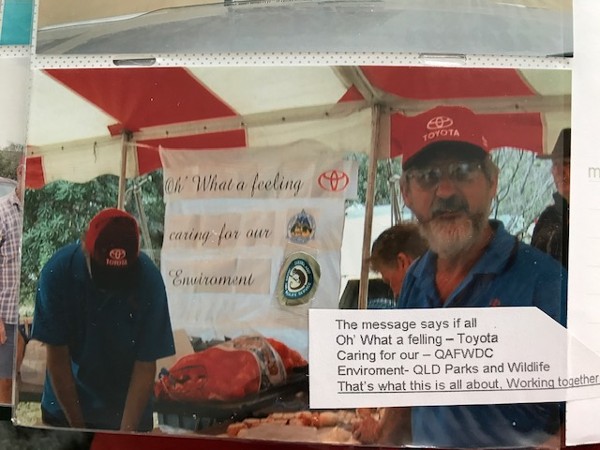 TOYOTA
Oh' What a feeling
caring for our
Enviroment
TOYOTA
The message says if all
Oh' What a felling – Toyota
Caring for our – QAFWDC
Enviroment- QLD Parks and Wildlife
That's what this is all about. Working together